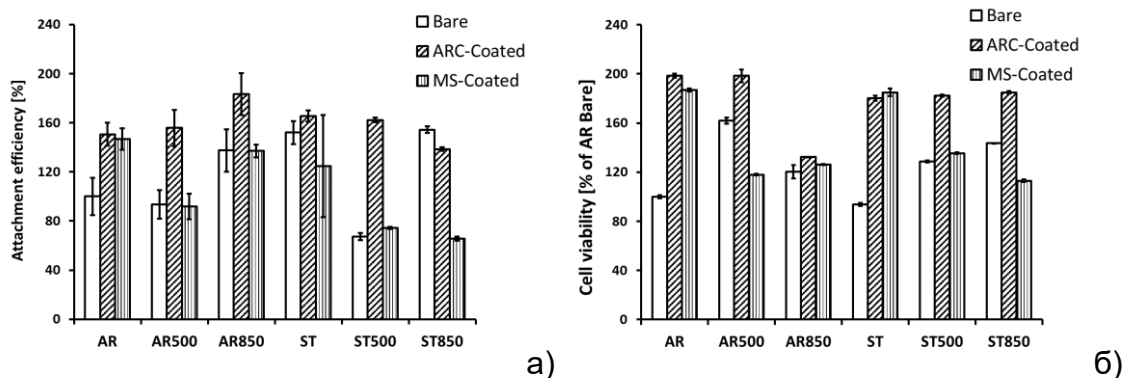 Attachment efficiency [%]
240
200
160
120
80
40
0
Bare
ARC-Coated
MS-Coated
AR AR500 AR850 ST ST500 ST850
а)
Cell viability [% of AR Bare]
240
200
160
120
80
40
0
Bare
ARC-Coated
MS-Coated
AR AR500 AR850 ST ST500 ST850
б)